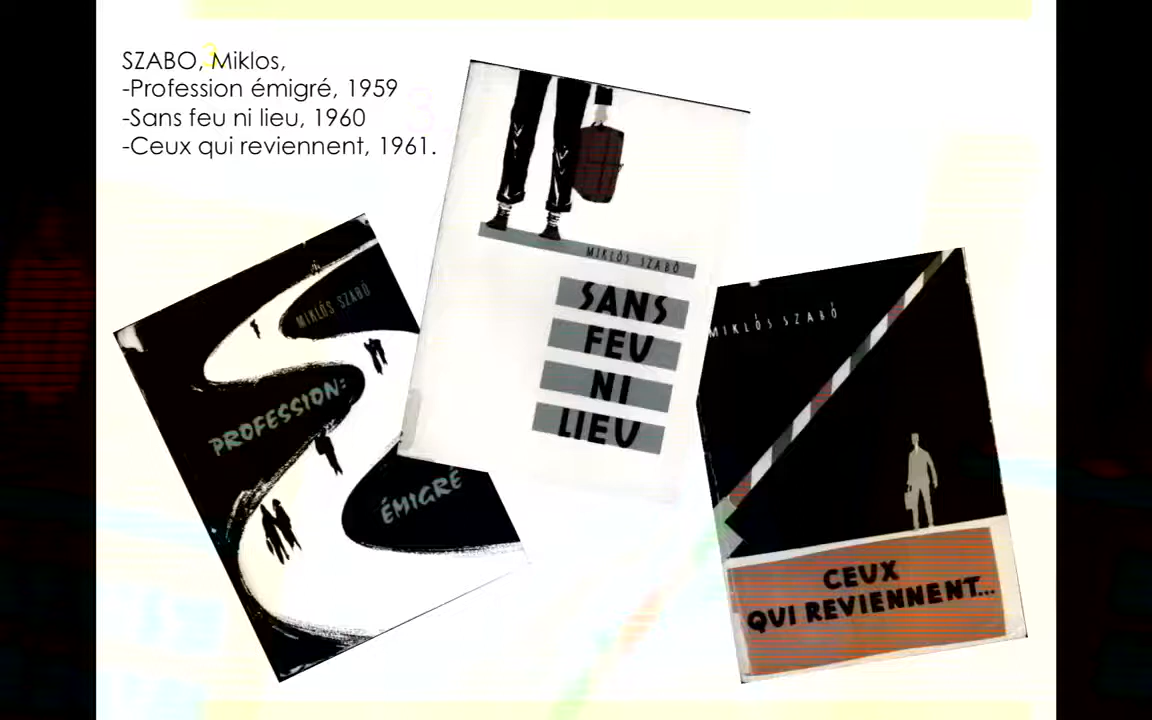 SZABO, Miklos,
-Profession émigré, 1959
-Sans feu ni lieu, 1960
-Ceux qui reviennent, 1961.
MIKLÓS SZABÓ
PROFESSION:
ÉMIGRÉ
MIKLÓS SZABÓ
SANS
FEU
NI
LIEU
MIKLÓS SZABÓ
CEUX
QUI REVIENNENT...